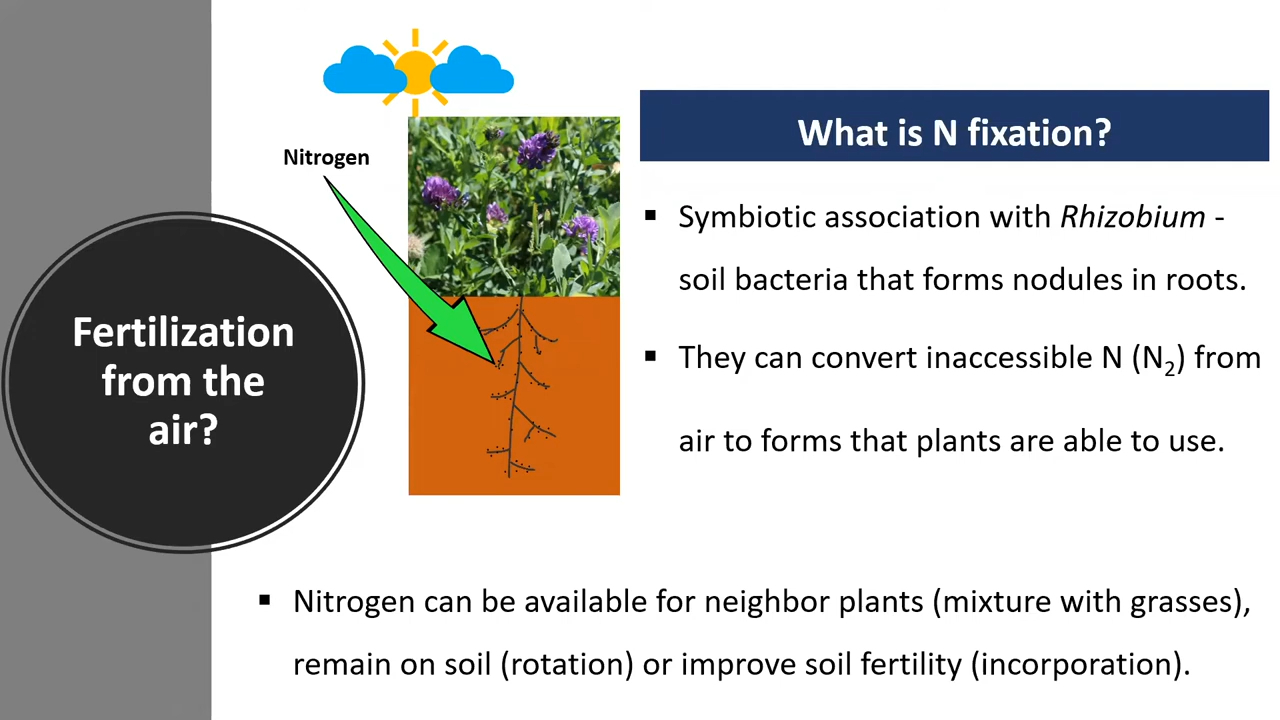 Nitrogen
Fertilization
from the
air?
What is N fixation?
▪ Symbiotic association with Rhizobium -
soil bacteria that forms nodules in roots.
▪ They can convert inaccessible N (N₂) from
air to forms that plants are able to use.
▪ Nitrogen can be available for neighbor plants (mixture with grasses),
remain on soil (rotation) or improve soil fertility (incorporation).